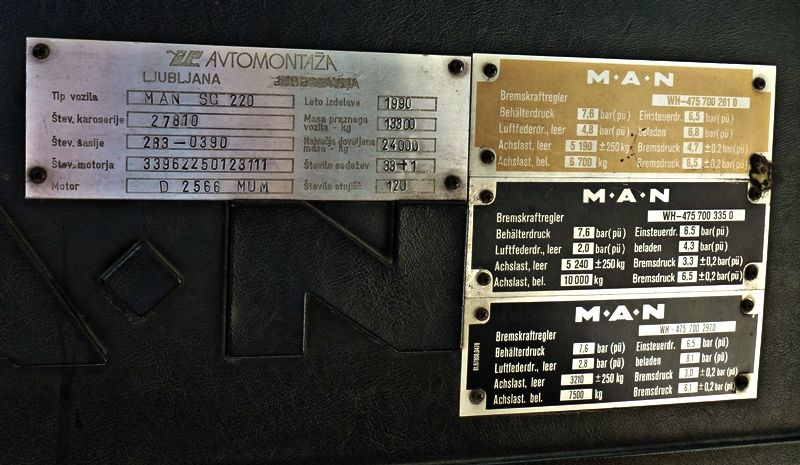 AVTOMONTAŽA
LJUBLJANA
Tip vozila MAN SG 220
Štev. karoserije 27810
Štev. šasije 283-0390
Štev. motorja 33962250123111
Motor D 2566 MUM
Leto izdelave 1990
Masa praznega vozila - kg 13300
Največja dovoljena masa - kg 24000
Število sedežev 38+1
Število stojišč 120
M·A·N
Bremskraftregler WH-475 700 261 0
Behälterdruck 7,6 bar(pü) Einsteuerdr. 6,5 bar(pü)
Luftfederdr., leer 4,8 bar(pü) beladen 6,8 bar(pü)
Achslast, leer 5 190 ±250 kg Bremsdruck 4,7 ±0,2 bar(pü)
Achslast, bel. 6 700 kg Bremsdruck 6,5 ±0,2 bar(pü)
M·A·N
Bremskraftregler WH-475 700 335 0
Behälterdruck 7,6 bar(pü) Einsteuerdr. 6,5 bar(pü)
Luftfederdr., leer 2,0 bar(pü) beladen 4,3 bar(pü)
Achslast, leer 5 240 ±250 kg Bremsdruck 3,3 ±0,2 bar(pü)
Achslast, bel. 10 000 kg Bremsdruck 6,5 ±0,2 bar(pü)
M·A·N
Bremskraftregler WH-475 700 2970
Behälterdruck 7,6 bar (pü) Einsteuerdr. 6,5 bar (pü)
Luftfederdr., leer 2,8 bar (pü) beladen 8,1 bar (pü)
Achslast, leer 3210 ±250 kg Bremsdruck 3,0 ±0,2 bar (pü)
Achslast. bel. 7500 kg Bremsdruck 6,1 ±0,2 bar (pü)